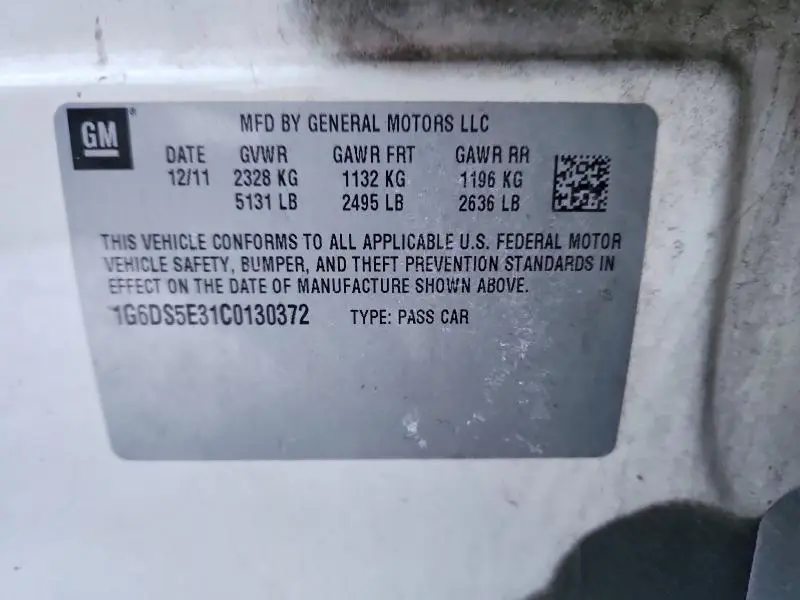 GM
MFD BY GENERAL MOTORS LLC
DATE GVWR GAWR FRT GAWR RR
12/11 2328 KG 1132 KG 1196 KG
5131 LB 2495 LB 2636 LB
THIS VEHICLE CONFORMS TO ALL APPLICABLE U.S. FEDERAL MOTOR
VEHICLE SAFETY, BUMPER, AND THEFT PREVENTION STANDARDS IN
EFFECT ON THE DATE OF MANUFACTURE SHOWN ABOVE.
1G6DS5E31C0130372 TYPE: PASS CAR